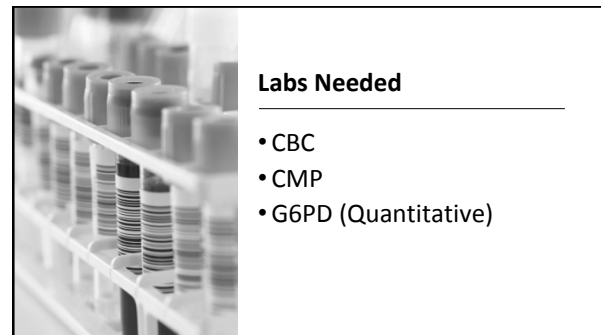 Labs Needed
• CBC
• CMP
• G6PD (Quantitative)